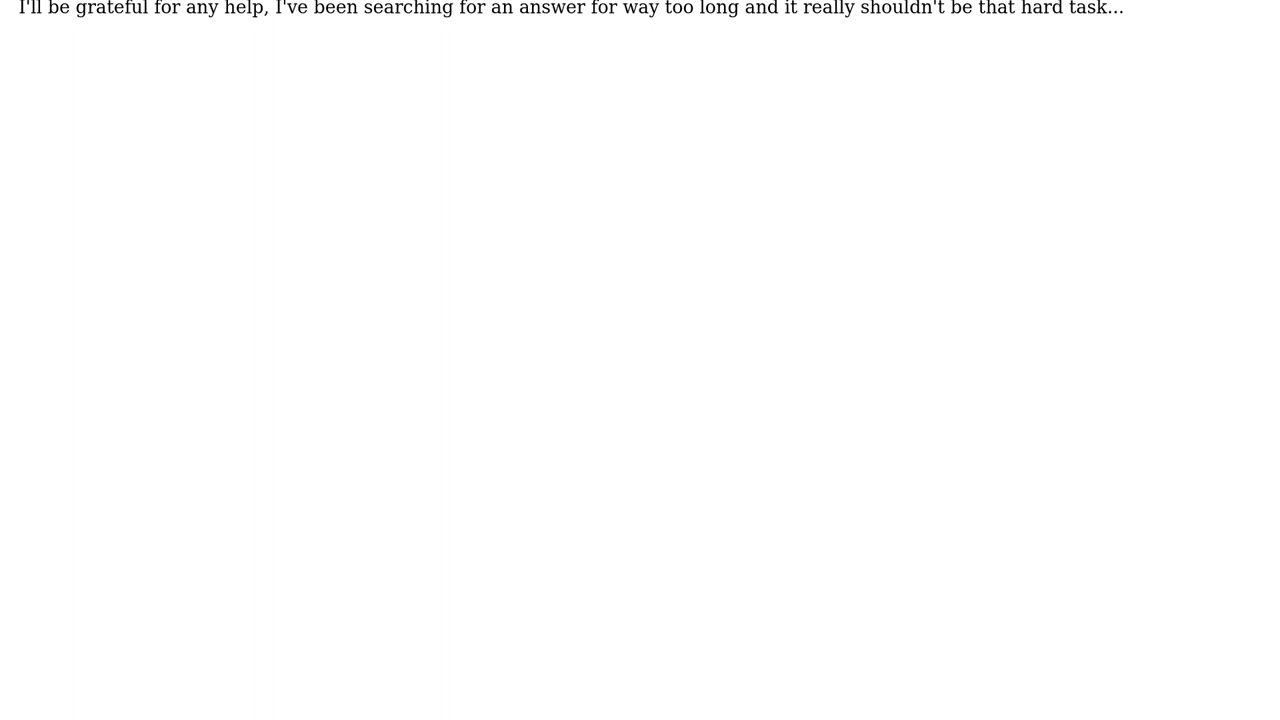 I'll be grateful for any help, I've been searching for an answer for way too long and it really shouldn't be that hard task...